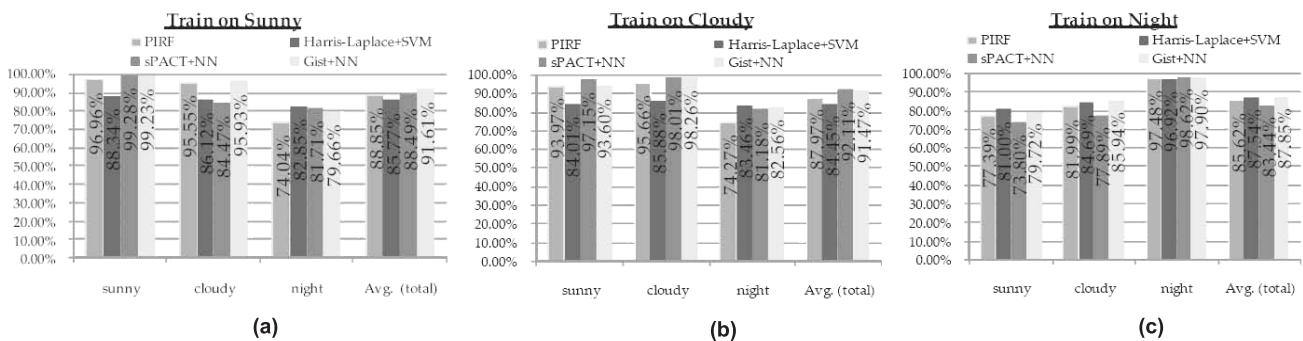 Train on Sunny
PIRF
Harris-Laplace+SVM
sPACT+NN
Gist+NN
100.00%
90.00%
80.00%
70.00%
60.00%
50.00%
40.00%
30.00%
20.00%
10.00%
0.00%
96.96%
88.34%
99.28%
99.23%
95.55%
86.12%
84.47%
95.93%
74.04%
82.85%
81.71%
79.66%
88.85%
85.77%
88.49%
91.61%
sunny
cloudy
night
Avg. (total)
(a)
Train on Cloudy
PIRF
Harris-Laplace+SVM
sPACT+NN
Gist+NN
100.00%
90.00%
80.00%
70.00%
60.00%
50.00%
40.00%
30.00%
20.00%
10.00%
0.00%
93.97%
84.01%
97.15%
93.60%
95.66%
85.88%
98.01%
98.26%
74.27%
83.46%
81.18%
82.56%
87.97%
84.45%
92.11%
91.47%
sunny
cloudy
night
Avg. (total)
(b)
Train on Night
PIRF
Harris-Laplace+SVM
sPACT+NN
Gist+NN
100.00%
90.00%
80.00%
70.00%
60.00%
50.00%
40.00%
30.00%
20.00%
10.00%
0.00%
77.39%
81.00%
73.80%
79.72%
81.99%
84.69%
77.89%
85.94%
97.48%
96.92%
98.62%
97.90%
85.62%
87.54%
83.44%
87.85%
sunny
cloudy
night
Avg. (total)
(c)